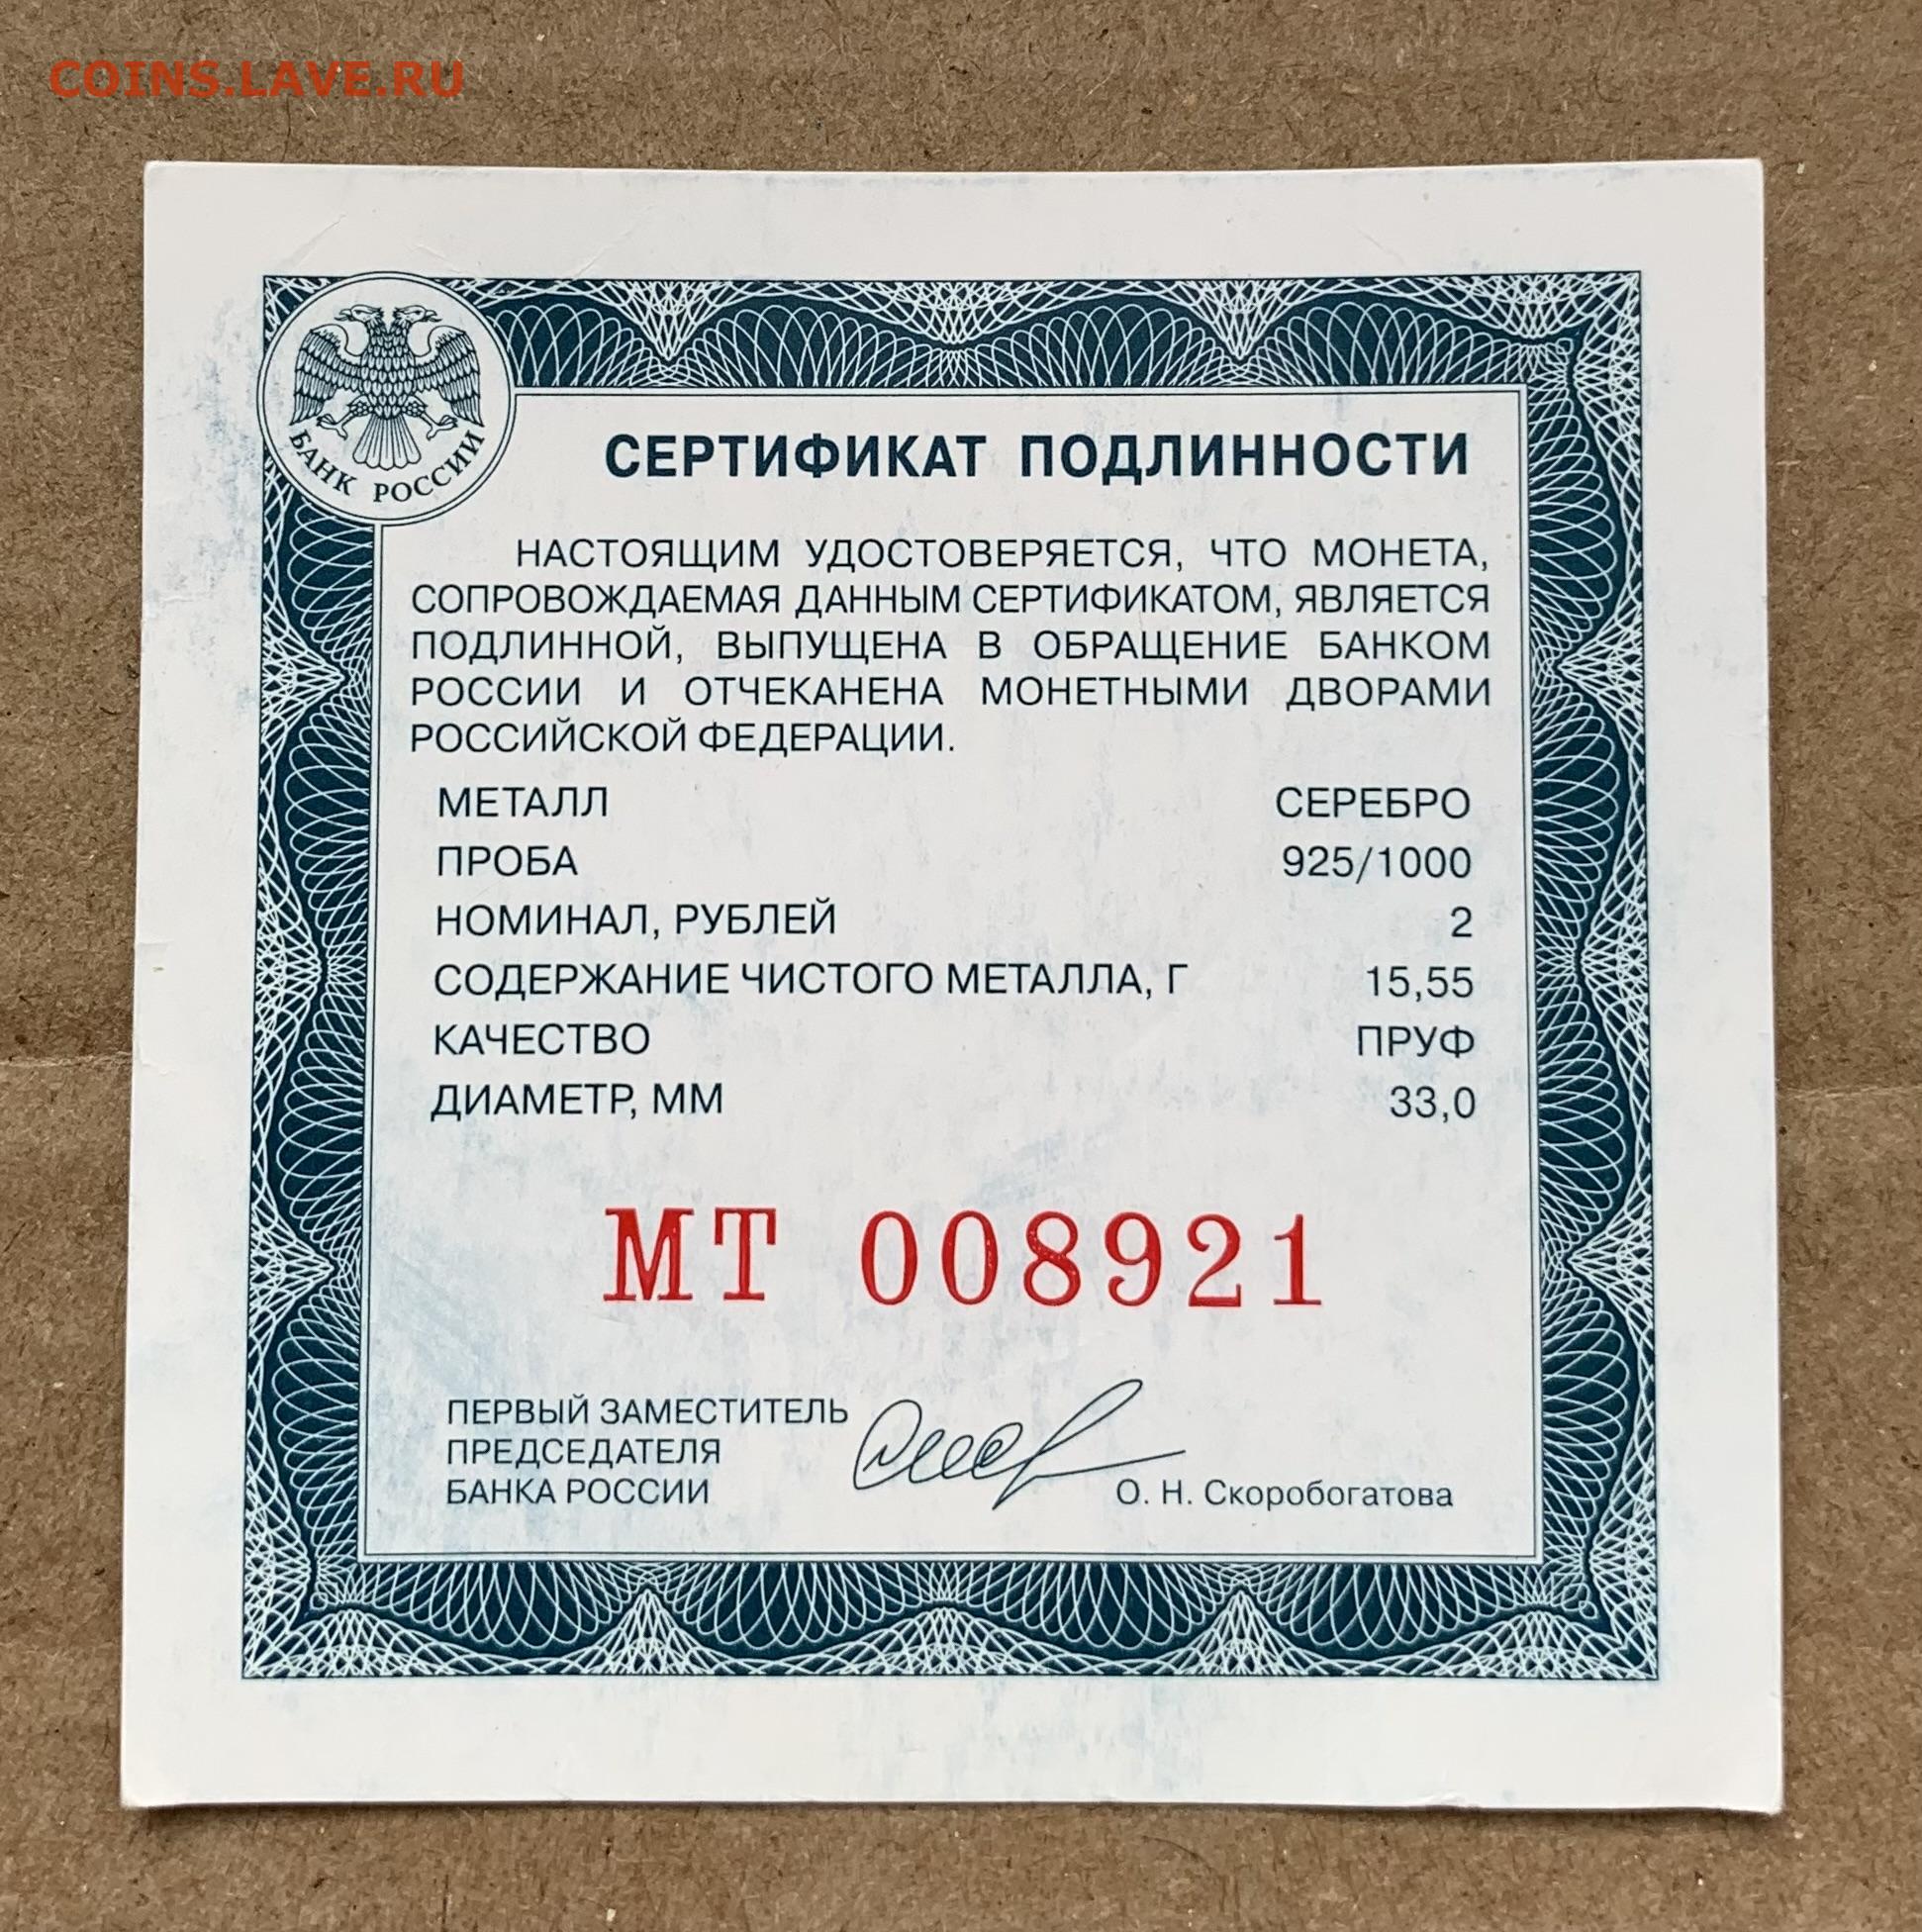 COINS.LAVE.RU
БАНК РОССИИ
СЕРТИФИКАТ ПОДЛИННОСТИ
НАСТОЯЩИМ УДОСТОВЕРЯЕТСЯ, ЧТО МОНЕТА,
СОПРОВОЖДАЕМАЯ ДАННЫМ СЕРТИФИКАТОМ, ЯВЛЯЕТСЯ
ПОДЛИННОЙ, ВЫПУЩЕНА В ОБРАЩЕНИЕ БАНКОМ
РОССИИ И ОТЧЕКАНЕНА МОНЕТНЫМИ ДВОРАМИ
РОССИЙСКОЙ ФЕДЕРАЦИИ.
МЕТАЛЛ СЕРЕБРО
ПРОБА 925/1000
НОМИНАЛ, РУБЛЕЙ 2
СОДЕРЖАНИЕ ЧИСТОГО МЕТАЛЛА, Г 15,55
КАЧЕСТВО ПРУФ
ДИАМЕТР, ММ 33,0
МТ 008921
ПЕРВЫЙ ЗАМЕСТИТЕЛЬ
ПРЕДСЕДАТЕЛЯ
БАНКА РОССИИ О. Н. Скоробогатова